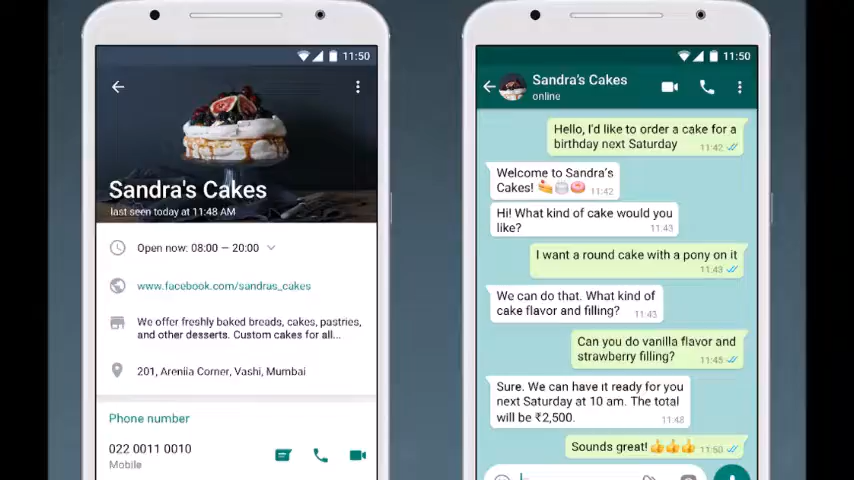 11:50
Sandra's Cakes
last seen today at 11:48 AM
Open now: 08:00 – 20:00
www.facebook.com/sandras_cakes
We offer freshly baked breads, cakes, pastries,
and other desserts. Custom cakes for all...
201, Areniia Corner, Vashi, Mumbai
Phone number
022 0011 0010
Mobile
11:50
Sandra's Cakes
online
Hello, I'd like to order a cake for a
birthday next Saturday 11:42
Welcome to Sandra's
Cakes! 🍰🎂🍩 11:42
Hi! What kind of cake would you
like? 11:43
I want a round cake with a pony on it
11:43
We can do that. What kind of
cake flavor and filling? 11:43
Can you do vanilla flavor and
strawberry filling? 11:45
Sure. We can have it ready for you
next Saturday at 10 am. The total
will be ₹2,500. 11:48
Sounds great! 👍👍👍 11:50